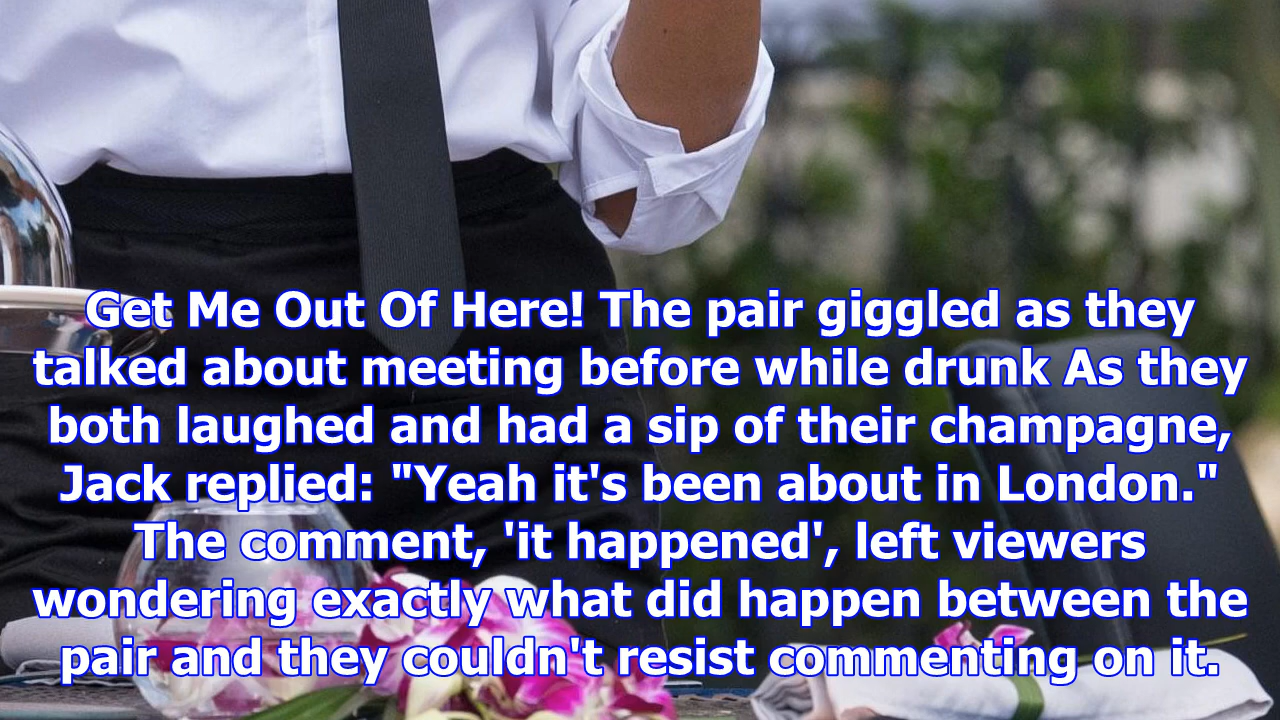 Get Me Out Of Here! The pair giggled as they
talked about meeting before while drunk As they
both laughed and had a sip of their champagne,
Jack replied: "Yeah it's been about in London."
The comment, 'it happened', left viewers
wondering exactly what did happen between the
pair and they couldn't resist commenting on it.